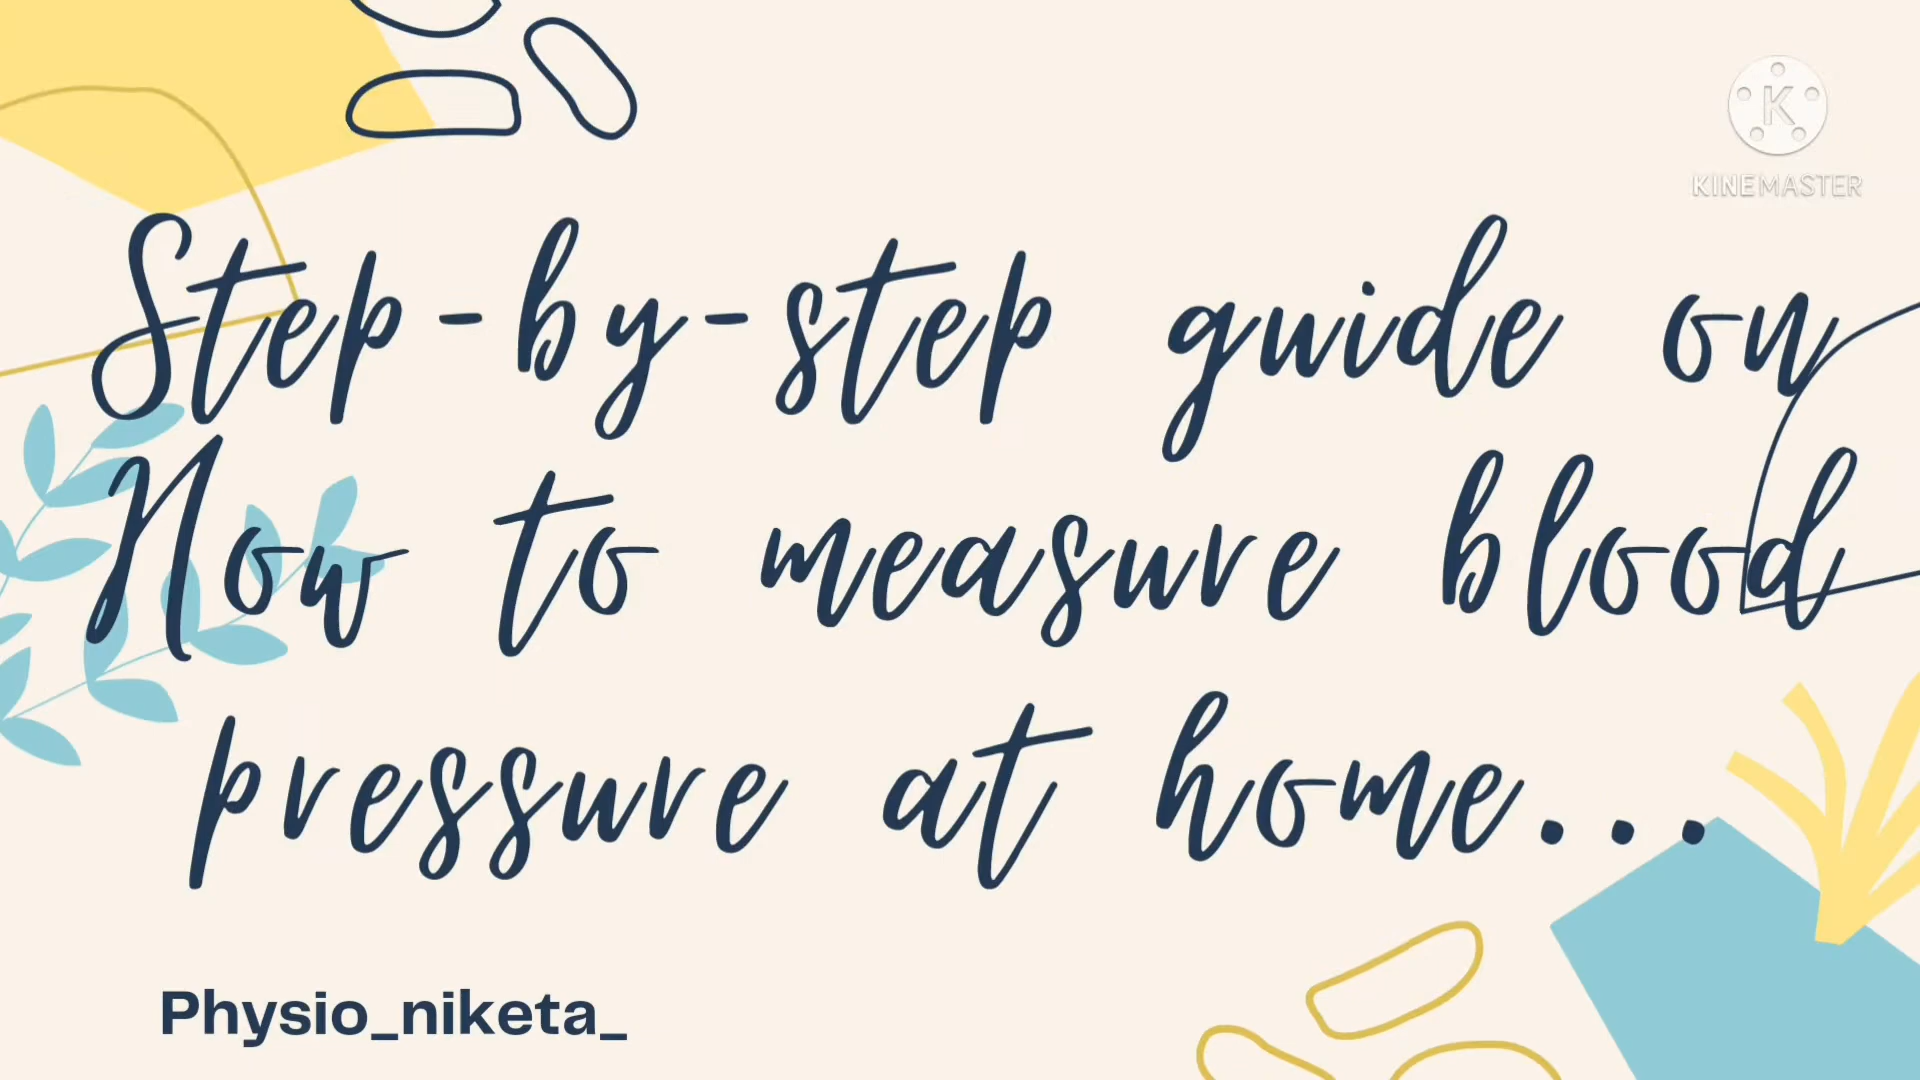 KINEMASTER
Step-by-step guide on
How to measure blood
pressure at home...
Physio_niketa_